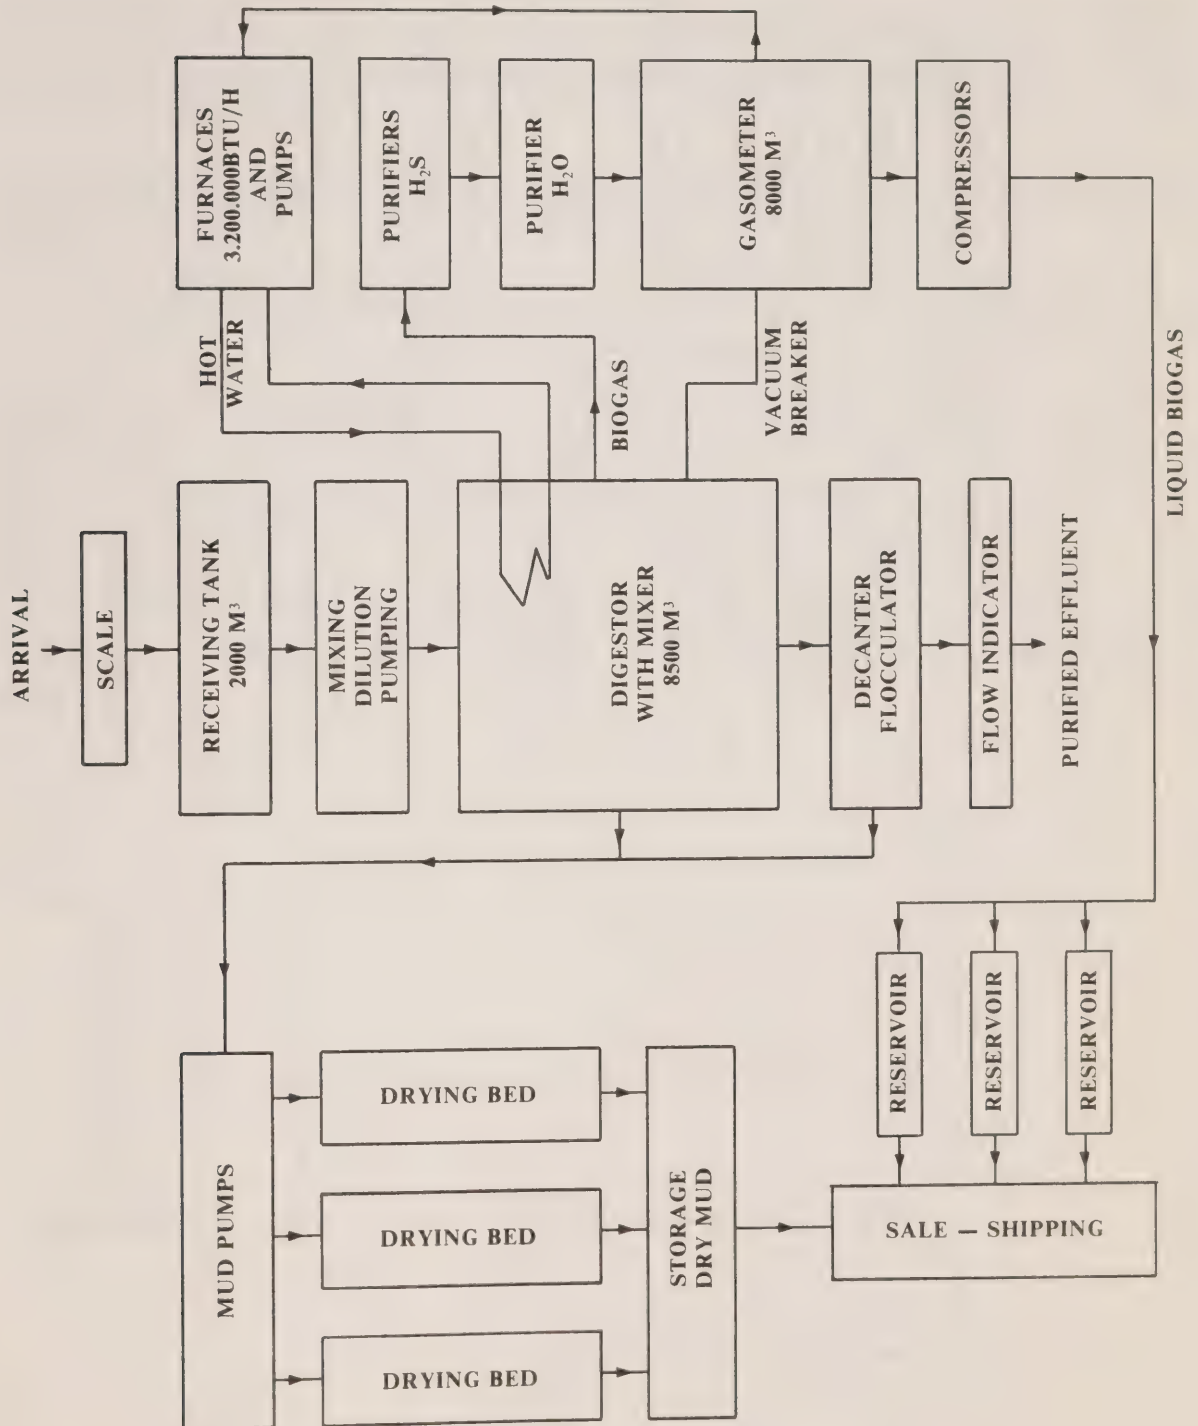 ARRIVAL
SCALE
RECEIVING TANK
2000 M³
MIXING
DILUTION
PUMPING
DIGESTOR
WITH MIXER
8500 M³
DECANTER
FLOCCULATOR
FLOW INDICATOR
PURIFIED EFFLUENT
HOT
WATER
BIOGAS
VACUUM
BREAKER
FURNACES
3.200.000BTU/H
AND
PUMPS
PURIFIERS
H₂S
PURIFIER
H₂O
GASOMETER
8000 M³
COMPRESSORS
LIQUID BIOGAS
MUD PUMPS
DRYING BED
DRYING BED
DRYING BED
STORAGE
DRY MUD
RESERVOIR
RESERVOIR
RESERVOIR
SALE — SHIPPING